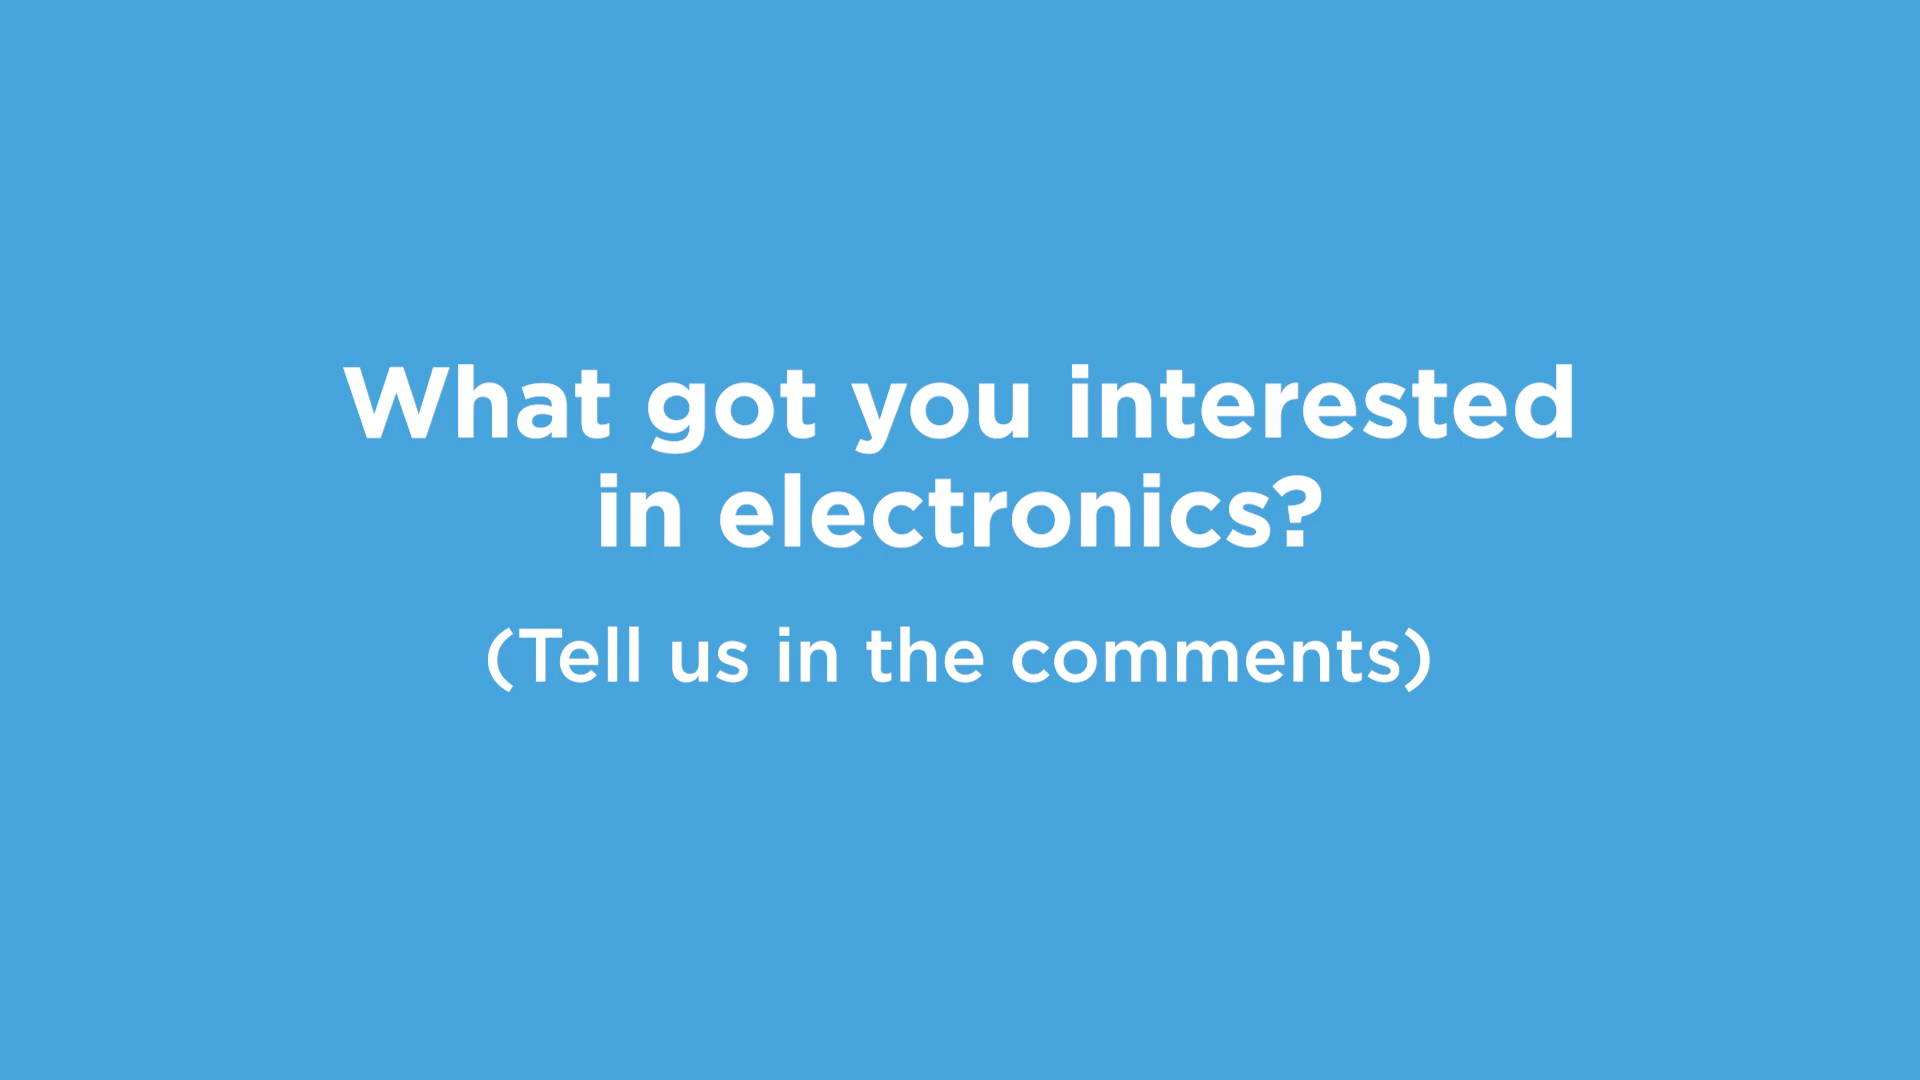 What got you interested
in electronics?
(Tell us in the comments)